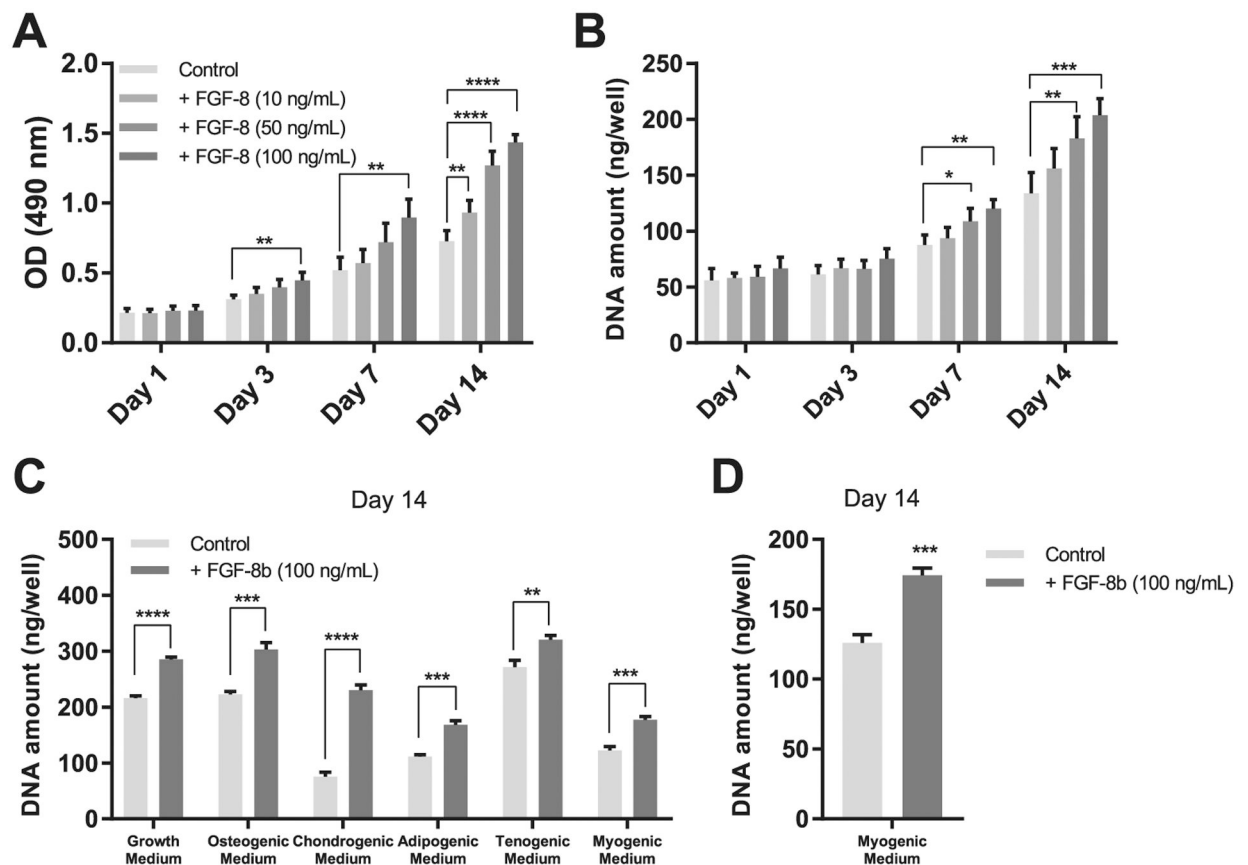 A
OD (490 nm)
2.0
1.5
1.0
0.5
0.0
Control
+ FGF-8 (10 ng/mL)
+ FGF-8 (50 ng/mL)
+ FGF-8 (100 ng/mL)
**
**
**
****
****
Day 1
Day 3
Day 7
Day 14
B
DNA amount (ng/well)
250
200
150
100
50
0
*
**
**
***
Day 1
Day 3
Day 7
Day 14
C
Day 14
DNA amount (ng/well)
500
400
300
200
100
0
Control
+ FGF-8b (100 ng/mL)
****
***
****
***
**
***
Growth
Medium
Osteogenic
Medium
Chondrogenic
Medium
Adipogenic
Medium
Tenogenic
Medium
Myogenic
Medium
D
Day 14
DNA amount (ng/well)
200
150
100
50
0
***
Control
+ FGF-8b (100 ng/mL)
Myogenic
Medium